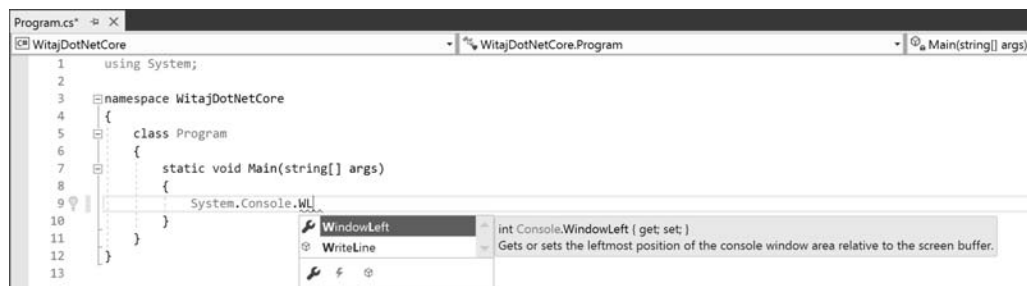 Program.cs*
WitajDotNetCore WitajDotNetCore.Program Main(string[] args)
1 using System;
2
3 namespace WitajDotNetCore
4 {
5 class Program
6 {
7 static void Main(string[] args)
8 {
9 System.Console.WL
10 }
11 }
12 }
13
WindowLeft
WriteLine
int Console.WindowLeft { get; set; }
Gets or sets the leftmost position of the console window area relative to the screen buffer.